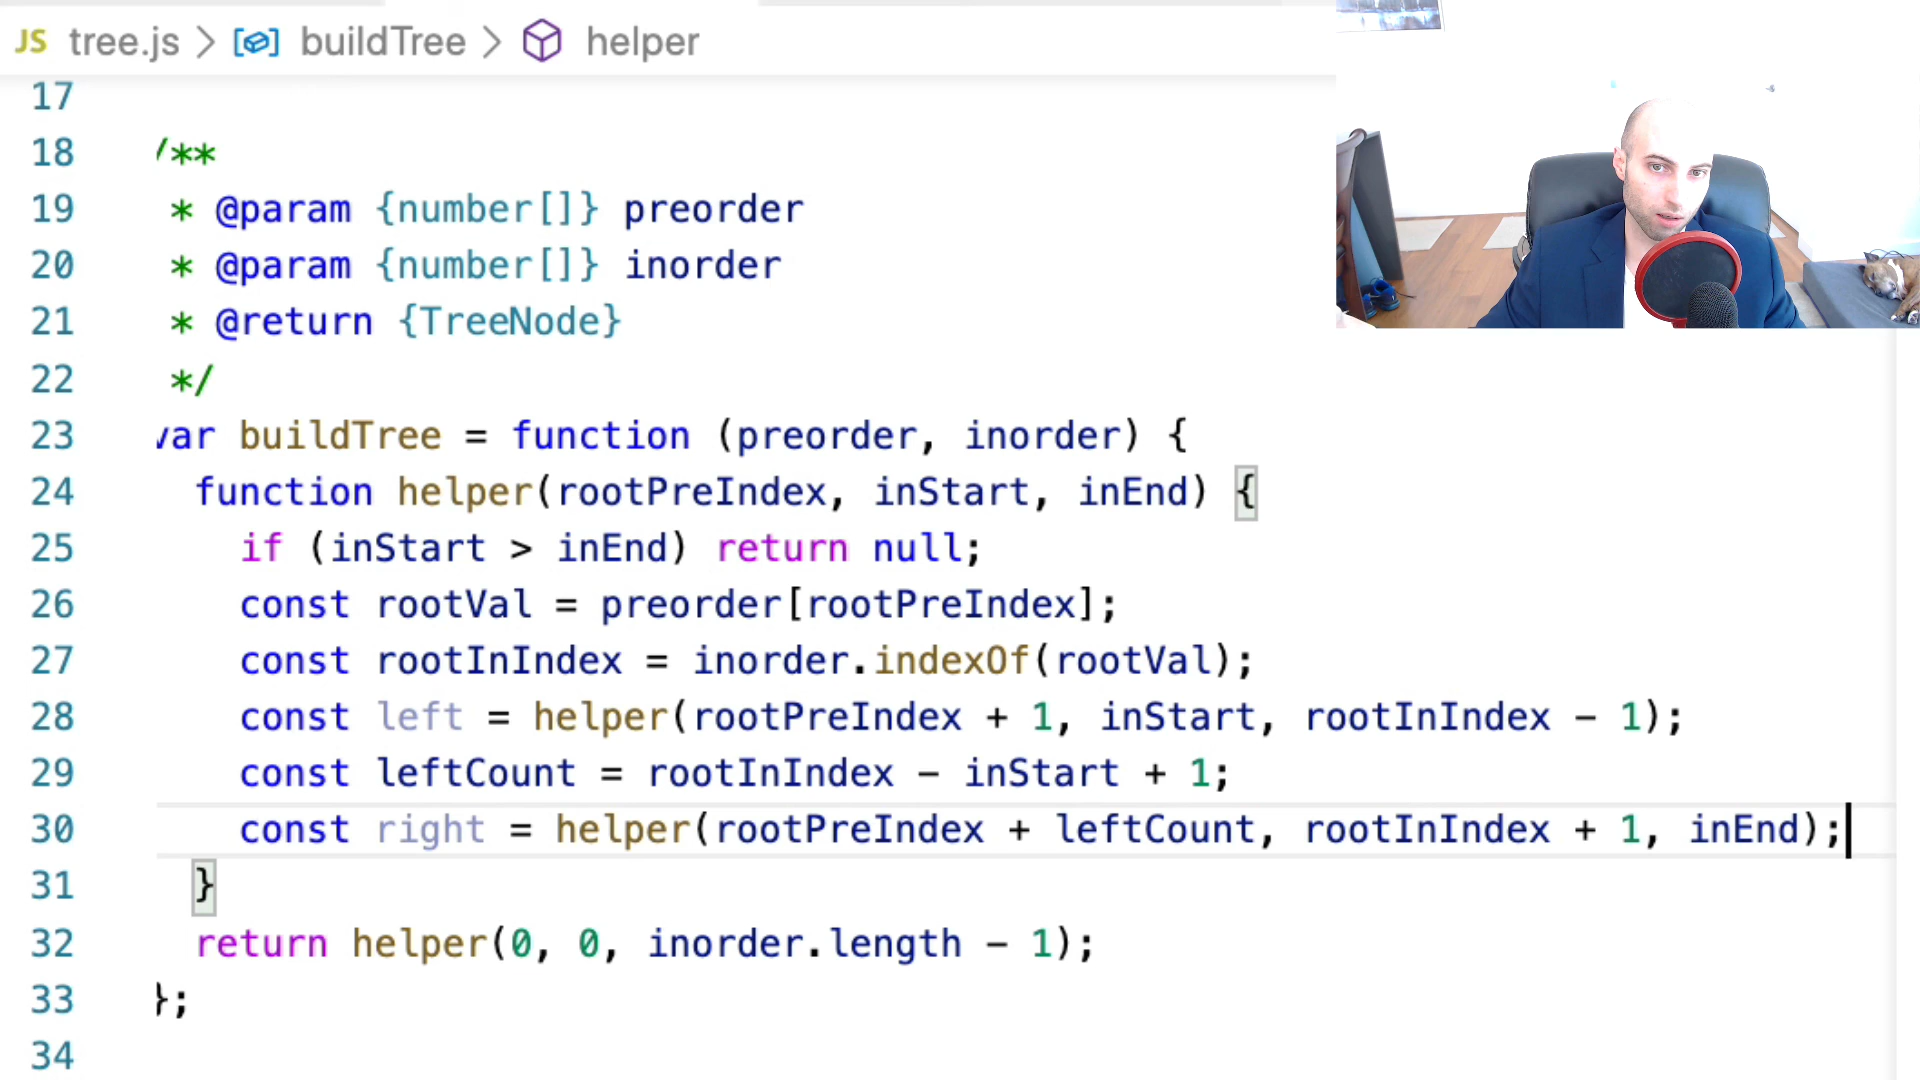 JS tree.js > buildTree > helper
17
18 /**
19 * @param {number[]} preorder
20 * @param {number[]} inorder
21 * @return {TreeNode}
22 */
23 var buildTree = function (preorder, inorder) {
24 function helper(rootPreIndex, inStart, inEnd) {
25 if (inStart > inEnd) return null;
26 const rootVal = preorder[rootPreIndex];
27 const rootInIndex = inorder.indexOf(rootVal);
28 const left = helper(rootPreIndex + 1, inStart, rootInIndex - 1);
29 const leftCount = rootInIndex - inStart + 1;
30 const right = helper(rootPreIndex + leftCount, rootInIndex + 1, inEnd);
31 }
32 return helper(0, 0, inorder.length - 1);
33 };
34